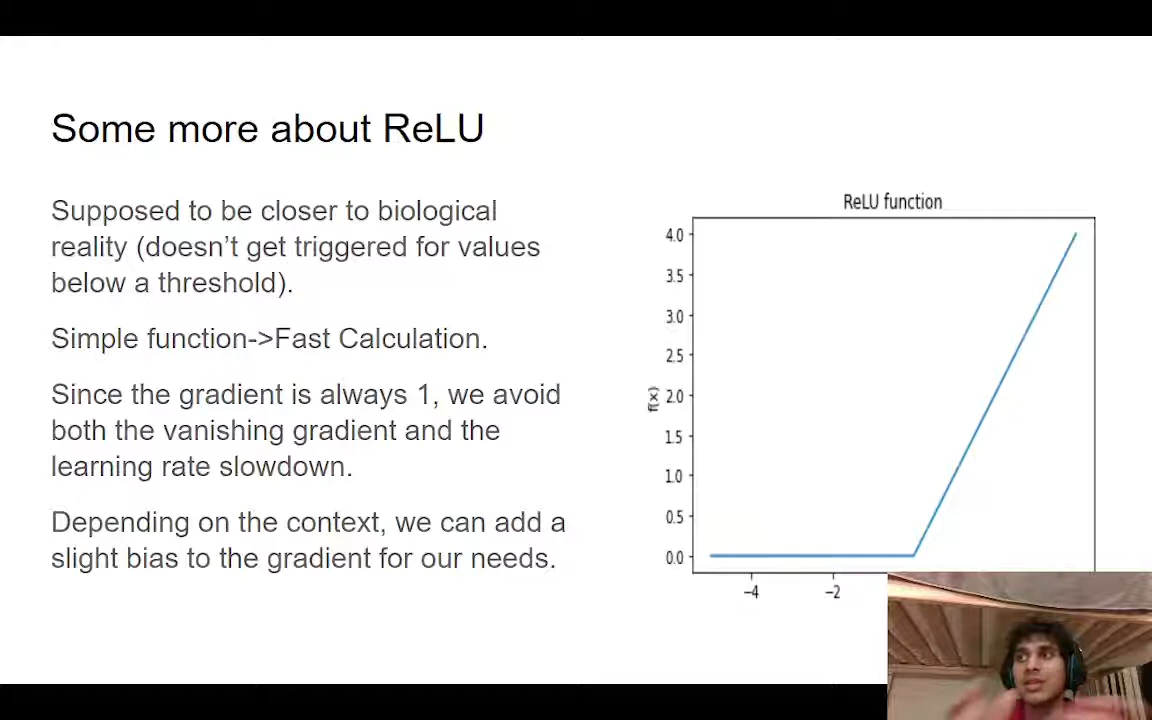 Some more about ReLU
Supposed to be closer to biological
reality (doesn’t get triggered for values
below a threshold).
Simple function->Fast Calculation.
Since the gradient is always 1, we avoid
both the vanishing gradient and the
learning rate slowdown.
Depending on the context, we can add a
slight bias to the gradient for our needs.
ReLU function
4.0
3.5
3.0
2.5
2.0
1.5
1.0
0.5
0.0
f(x)
−4 −2